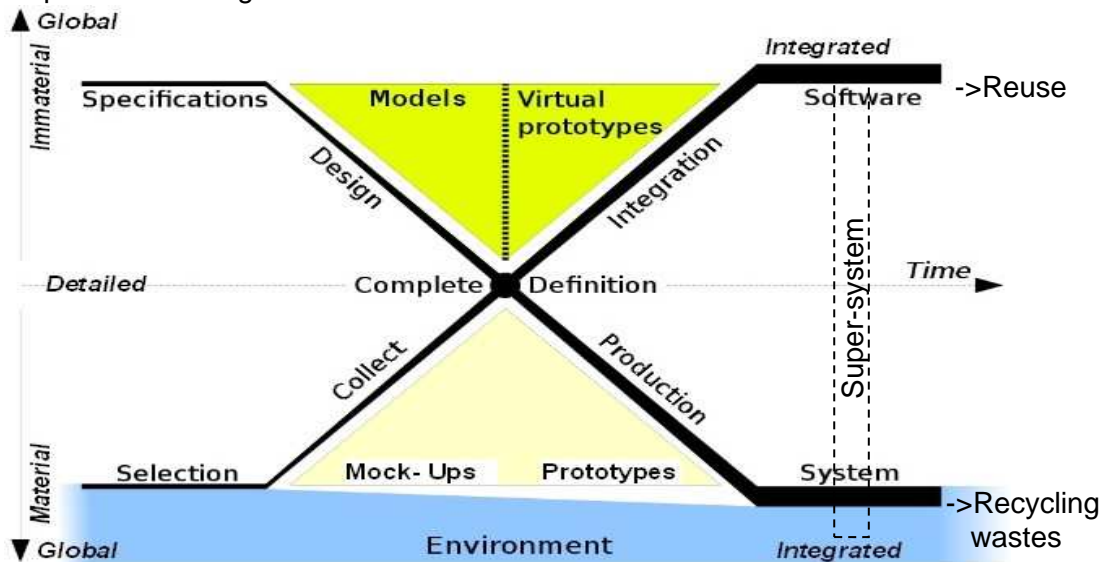 Global
Integrated
Immaterial
Specifications
Models
Virtual
prototypes
Software
->Reuse
Design
Integration
Super-system
Detailed
Complete
Definition
Time
Collect
Production
Material
Selection
Mock- Ups
Prototypes
System
->Recycling
wastes
Environment
Global
Integrated